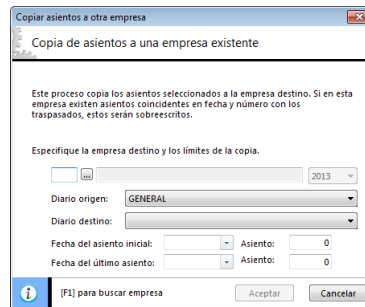 Copiar asientos a otra empresa
Copia de asientos a una empresa existente
Este proceso copia los asientos seleccionados a la empresa destino. Si en esta
empresa existen asientos coincidentes en fecha y número con los
traspasados, estos serán sobreescritos.
Especifique la empresa destino y los límites de la copia.
... 2013
Diario origen: GENERAL
Diario destino:
Fecha del asiento inicial: Asiento: 0
Fecha del último asiento: Asiento: 0
[F1] para buscar empresa Aceptar Cancelar